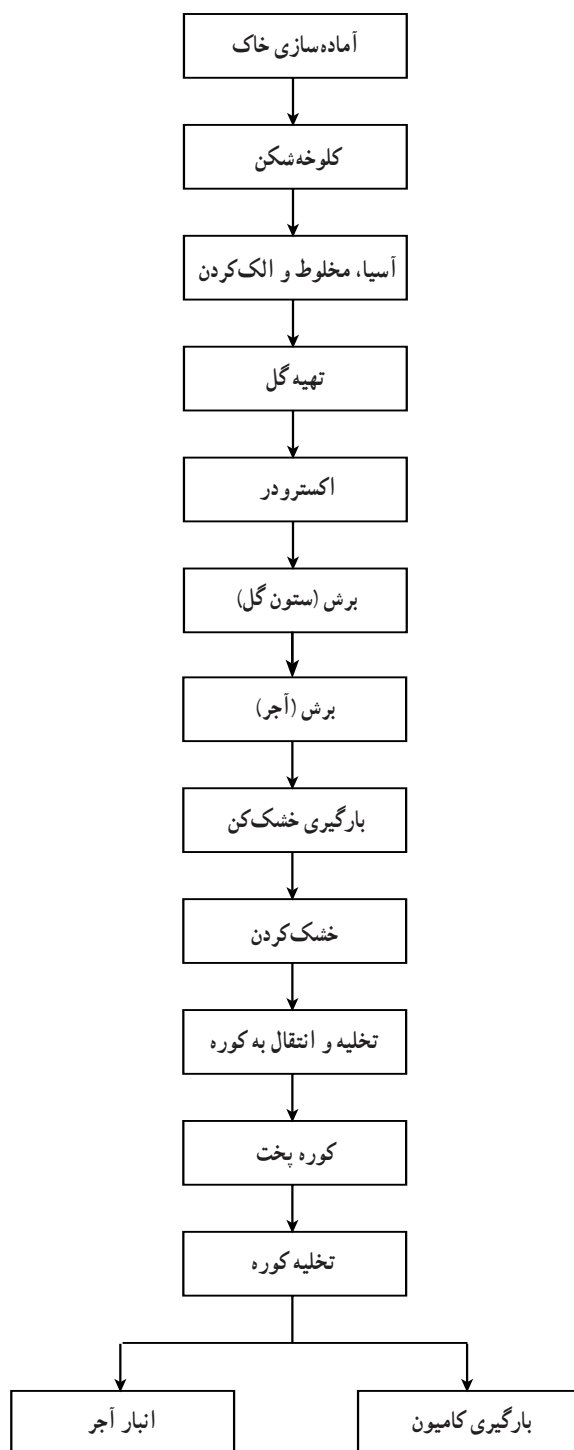 آماده‌سازی خاک
کلوخه‌شکن
آسیا، مخلوط و الک‌کردن
تهیه گل
اکسترودر
برش (ستون گل)
برش (آجر)
بارگیری خشک‌کن
خشک‌کردن
تخلیه و انتقال به کوره
کوره پخت
تخلیه کوره
بارگیری کامیون
انبار آجر